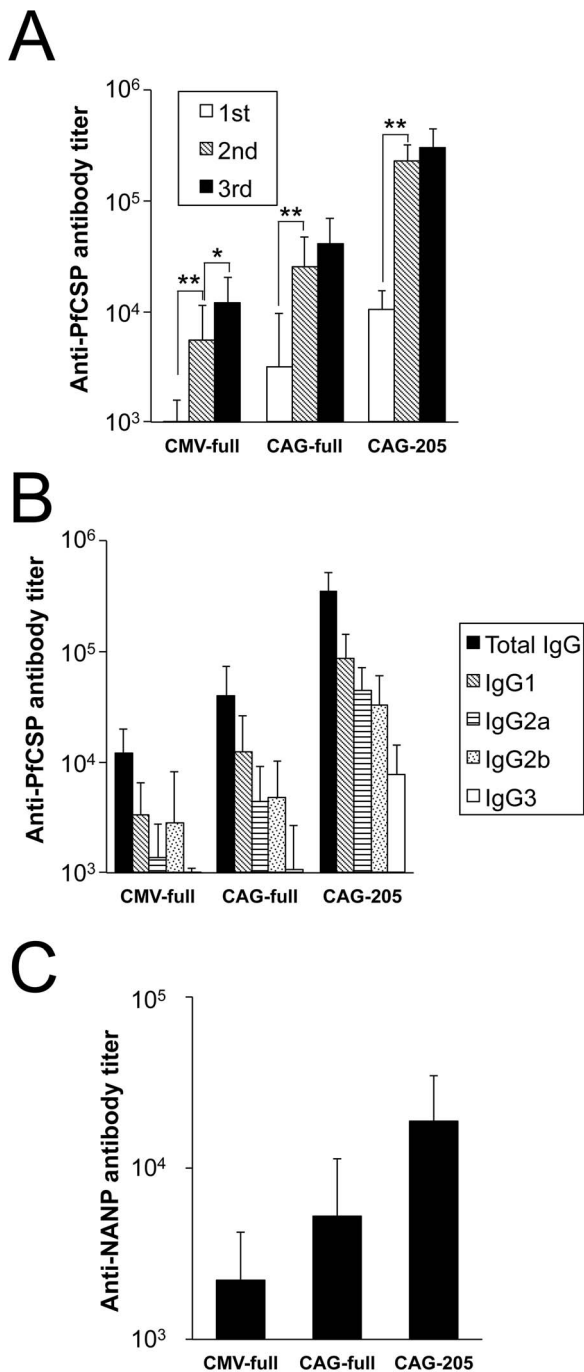 A
Anti-PfCSP antibody titer
10⁶
10⁵
10⁴
10³
1st
2nd
3rd
**
*
**
**
CMV-full CAG-full CAG-205
B
Anti-PfCSP antibody titer
10⁶
10⁵
10⁴
10³
Total IgG
IgG1
IgG2a
IgG2b
IgG3
CMV-full CAG-full CAG-205
C
Anti-NANP antibody titer
10⁵
10⁴
10³
CMV-full CAG-full CAG-205